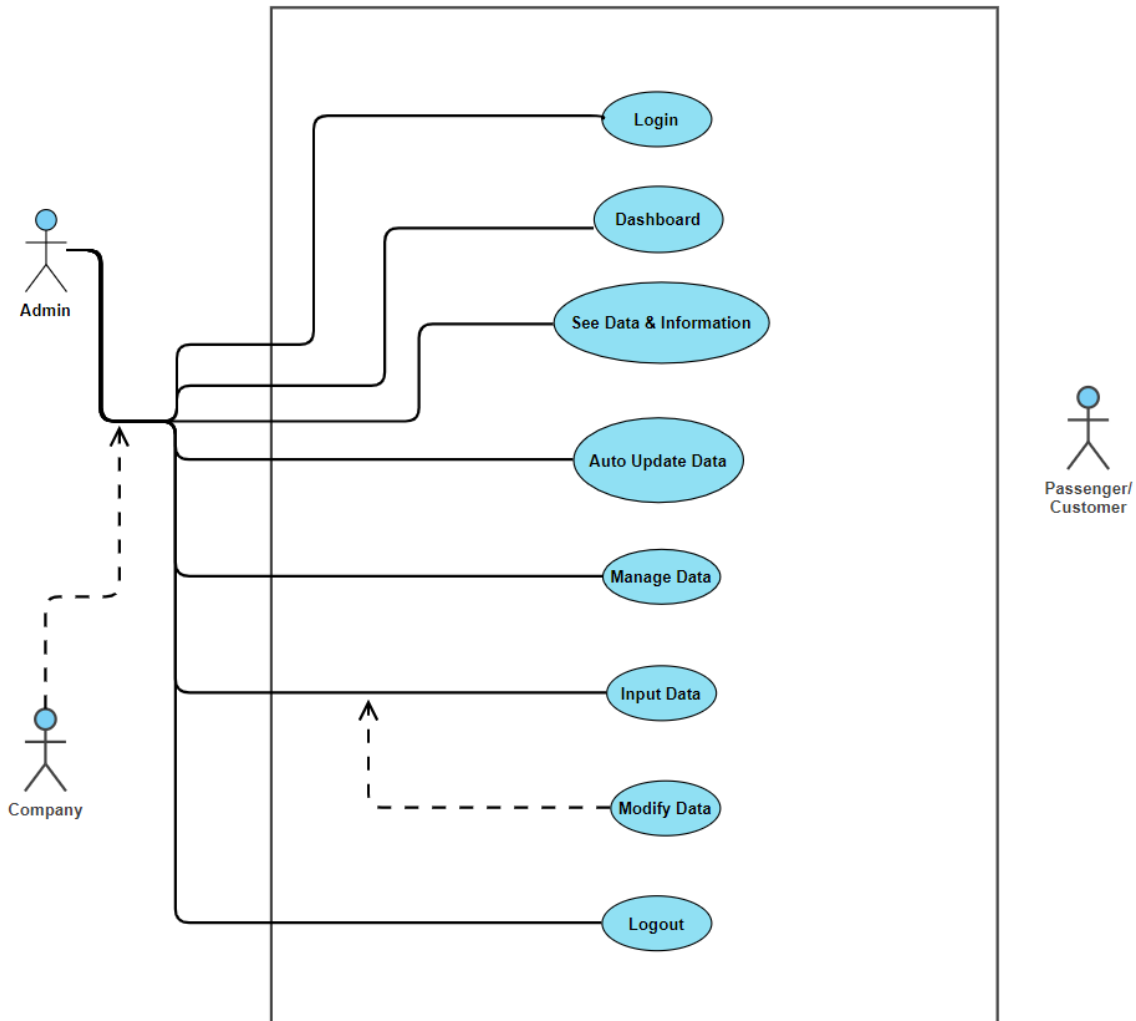 Login
Dashboard
Admin
See Data & Information
Auto Update Data
Passenger/
Customer
Manage Data
Input Data
Company
Modify Data
Logout